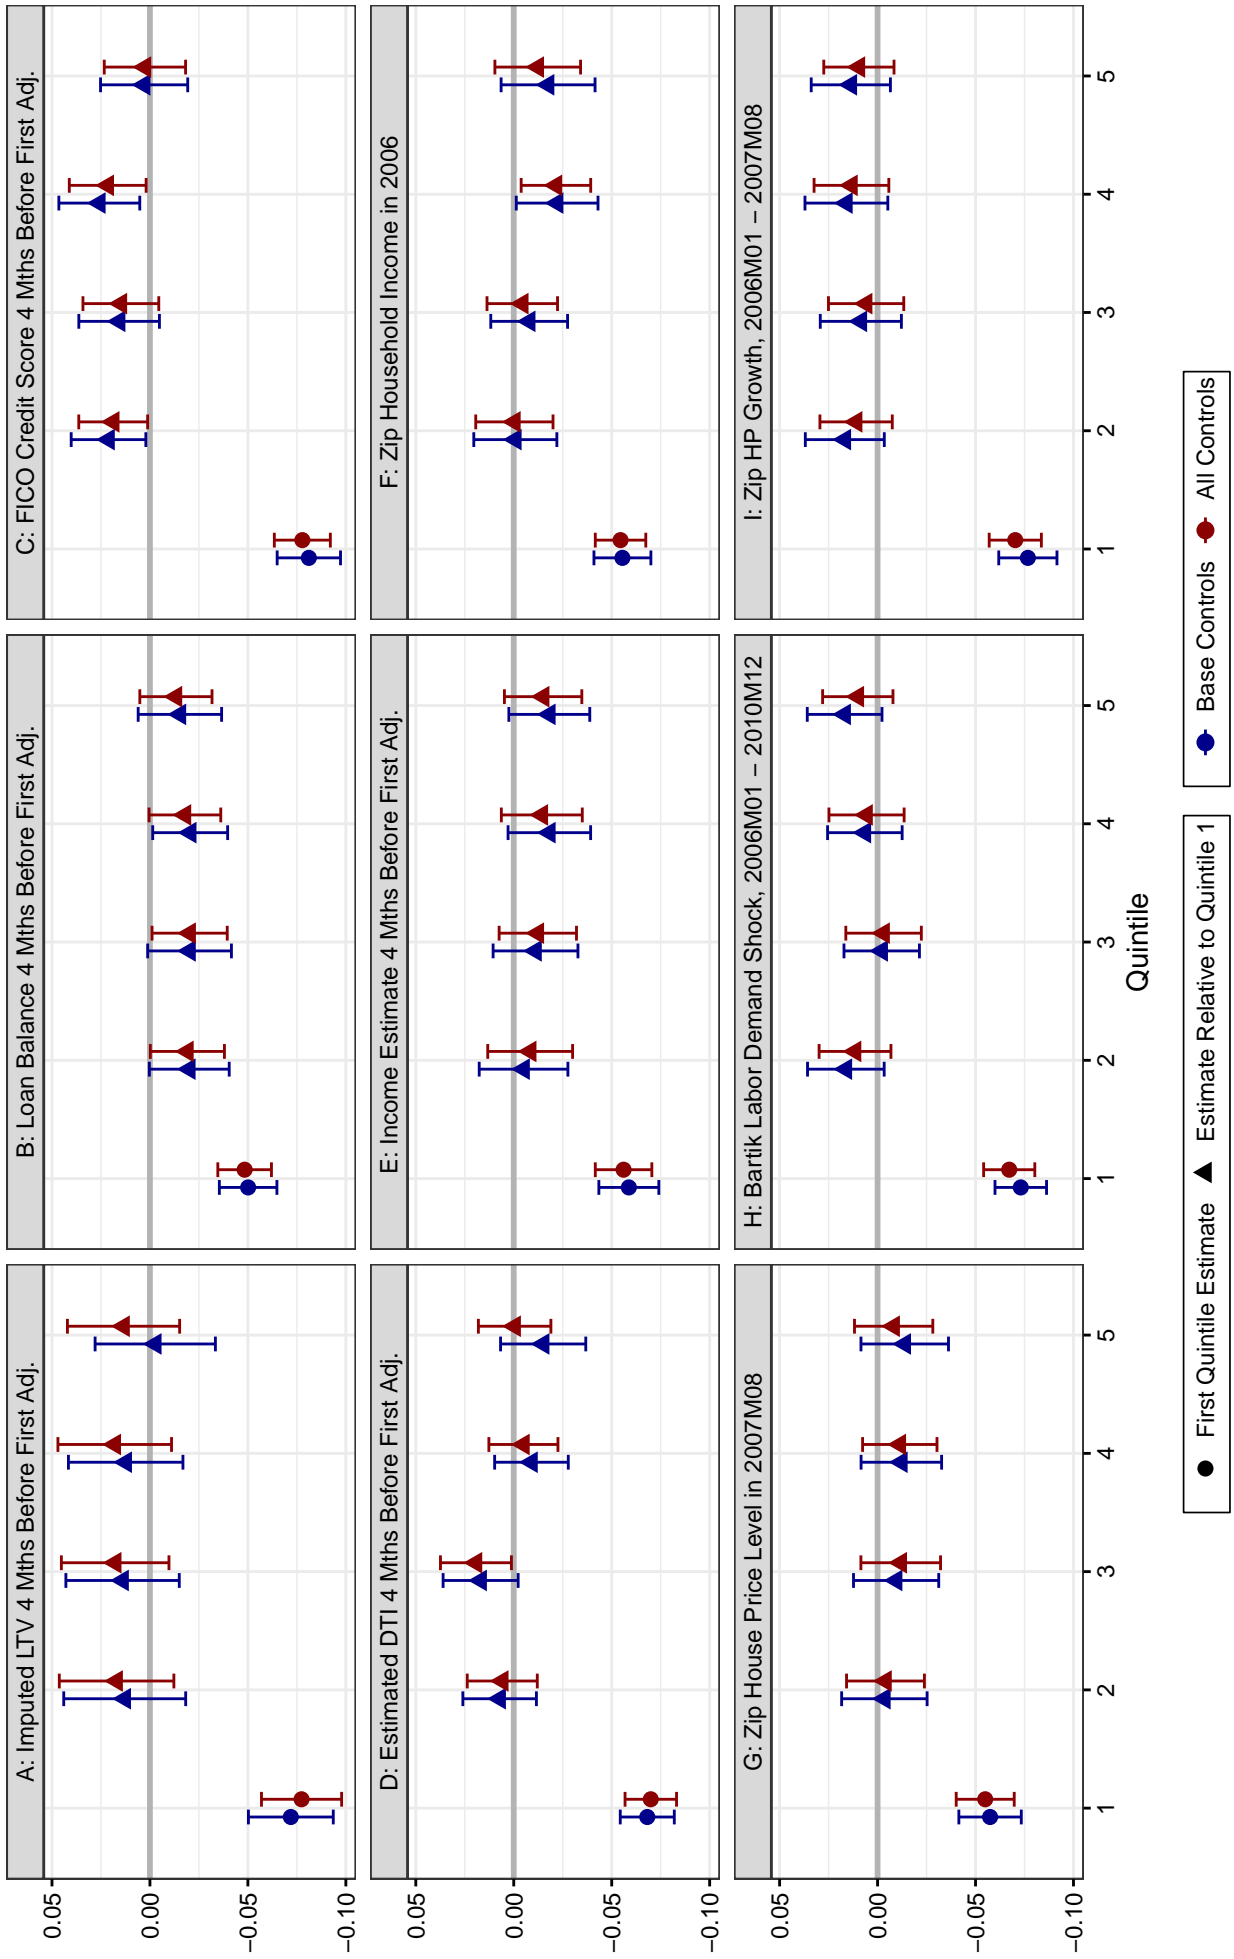 A: Imputed LTV 4 Mths Before First Adj.
B: Loan Balance 4 Mths Before First Adj.
C: FICO Credit Score 4 Mths Before First Adj.
0.05
0.00
−0.05
−0.10
D: Estimated DTI 4 Mths Before First Adj.
E: Income Estimate 4 Mths Before First Adj.
F: Zip Household Income in 2006
0.05
0.00
−0.05
−0.10
G: Zip House Price Level in 2007M08
H: Bartik Labor Demand Shock, 2006M01 − 2010M12
I: Zip HP Growth, 2006M01 − 2007M08
0.05
0.00
−0.05
−0.10
1 2 3 4 5 1 2 3 4 5 1 2 3 4 5
Quintile
First Quintile Estimate Estimate Relative to Quintile 1 Base Controls All Controls